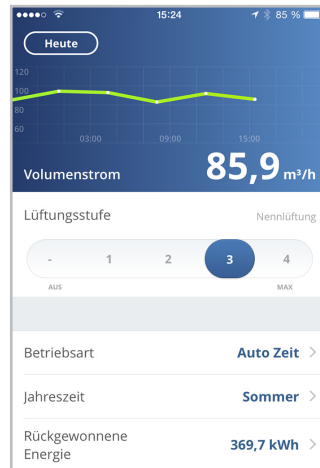 15:24
85 %
Heute
120
100
80
60
03:00 09:00 15:00
Volumenstrom 85,9 m³/h
Lüftungsstufe Nennlüftung
- 1 2 3 4
AUS MAX
Betriebsart Auto Zeit
Jahreszeit Sommer
Rückgewonnene
Energie 369,7 kWh